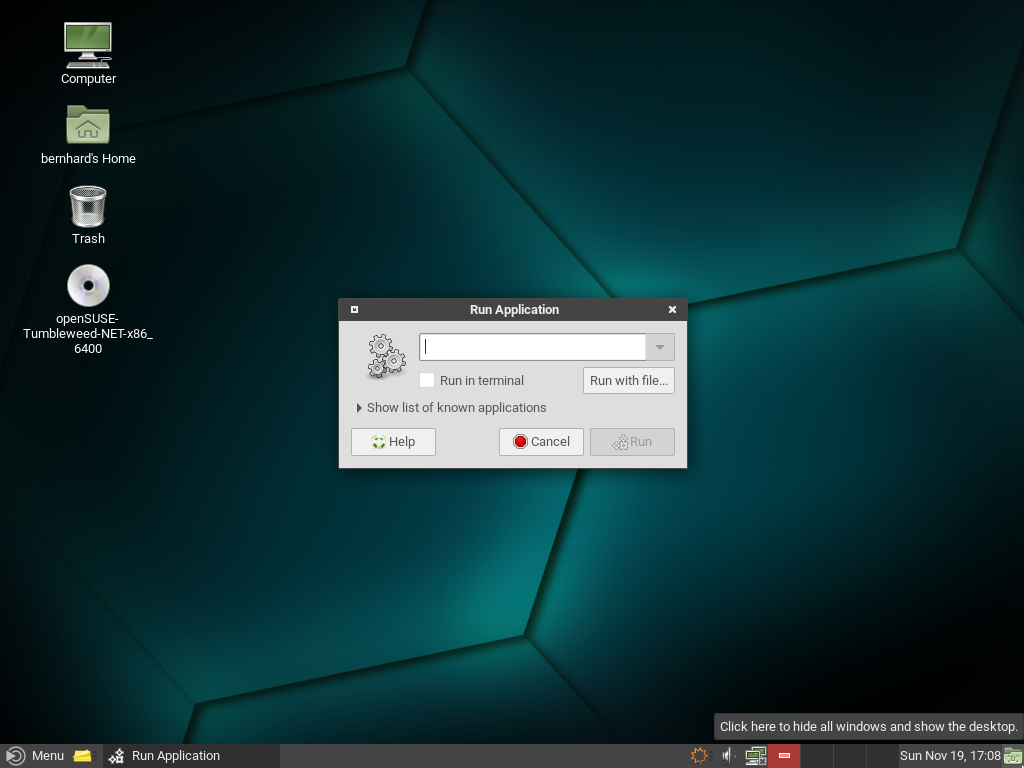 Computer
bernhard's Home
Trash
openSUSE-
Tumbleweed-NET-x86_
6400
Run Application
Run in terminal
Run with file...
Show list of known applications
Help
Cancel
Run
Click here to hide all windows and show the desktop.
Menu
Run Application
Sun Nov 19, 17:08